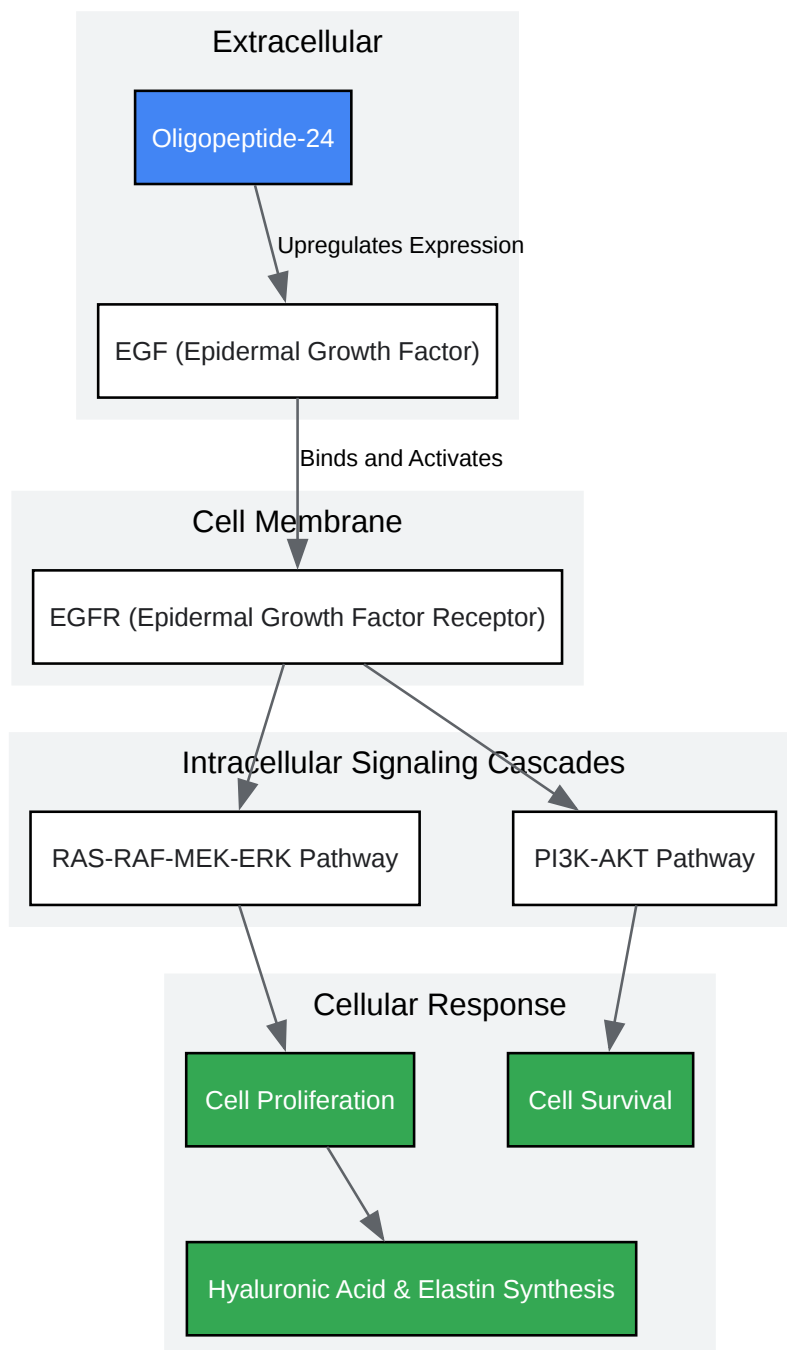 Extracellular
Oligopeptide-24
Upregulates Expression
EGF (Epidermal Growth Factor)
Binds and Activates
Cell Membrane
EGFR (Epidermal Growth Factor Receptor)
Intracellular Signaling Cascades
RAS-RAF-MEK-ERK Pathway
PI3K-AKT Pathway
Cellular Response
Cell Proliferation
Cell Survival
Hyaluronic Acid & Elastin Synthesis